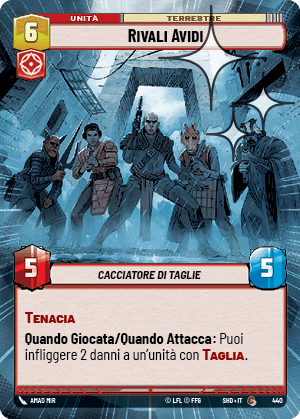 UNITÀ
TERRESTRE
6
RIVALI AVIDI
5
CACCIATORE DI TAGLIE
5
TENACIA
Quando Giocata/Quando Attacca: Puoi
infliggere 2 danni a un'unità con TAGLIA.
AMAD MIR
© LFL © FFG
SHD • IT
440